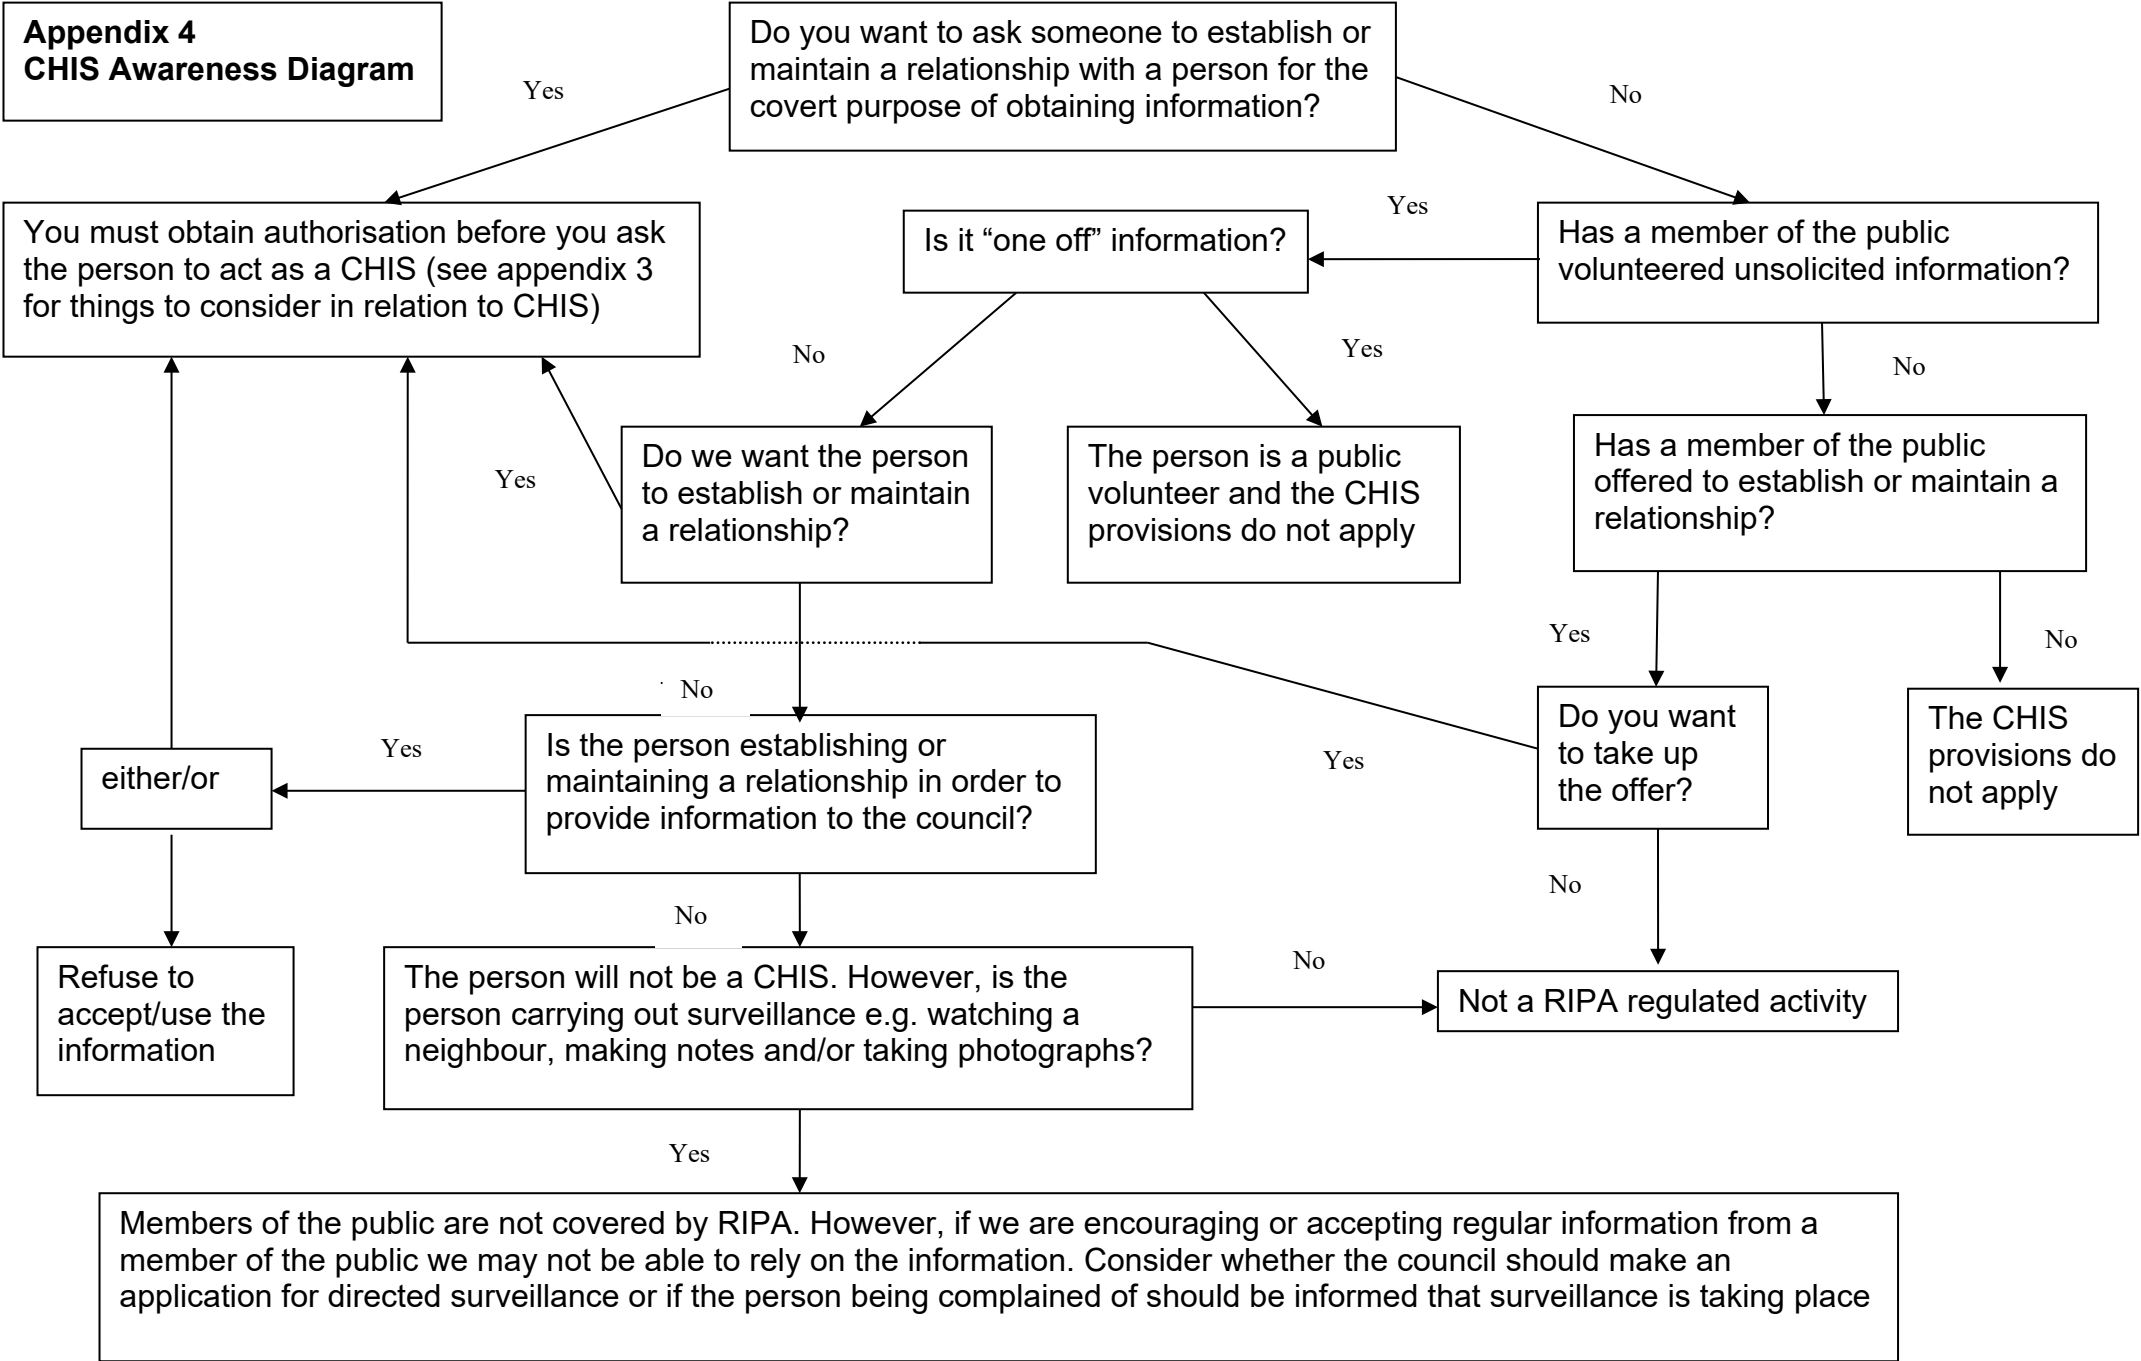 Appendix 4
CHIS Awareness Diagram
Do you want to ask someone to establish or
maintain a relationship with a person for the
covert purpose of obtaining information?
Yes
No
You must obtain authorisation before you ask
the person to act as a CHIS (see appendix 3
for things to consider in relation to CHIS)
Is it “one off” information?
Yes
Has a member of the public
volunteered unsolicited information?
No
Yes
No
Do we want the person
to establish or maintain
a relationship?
Yes
The person is a public
volunteer and the CHIS
provisions do not apply
Has a member of the public
offered to establish or maintain a
relationship?
Yes
No
No
Do you want
to take up
the offer?
Yes
The CHIS
provisions do
not apply
either/or
Yes
Is the person establishing or
maintaining a relationship in order to
provide information to the council?
No
No
Refuse to
accept/use the
information
The person will not be a CHIS. However, is the
person carrying out surveillance e.g. watching a
neighbour, making notes and/or taking photographs?
No
Not a RIPA regulated activity
Yes
Members of the public are not covered by RIPA. However, if we are encouraging or accepting regular information from a
member of the public we may not be able to rely on the information. Consider whether the council should make an
application for directed surveillance or if the person being complained of should be informed that surveillance is taking place